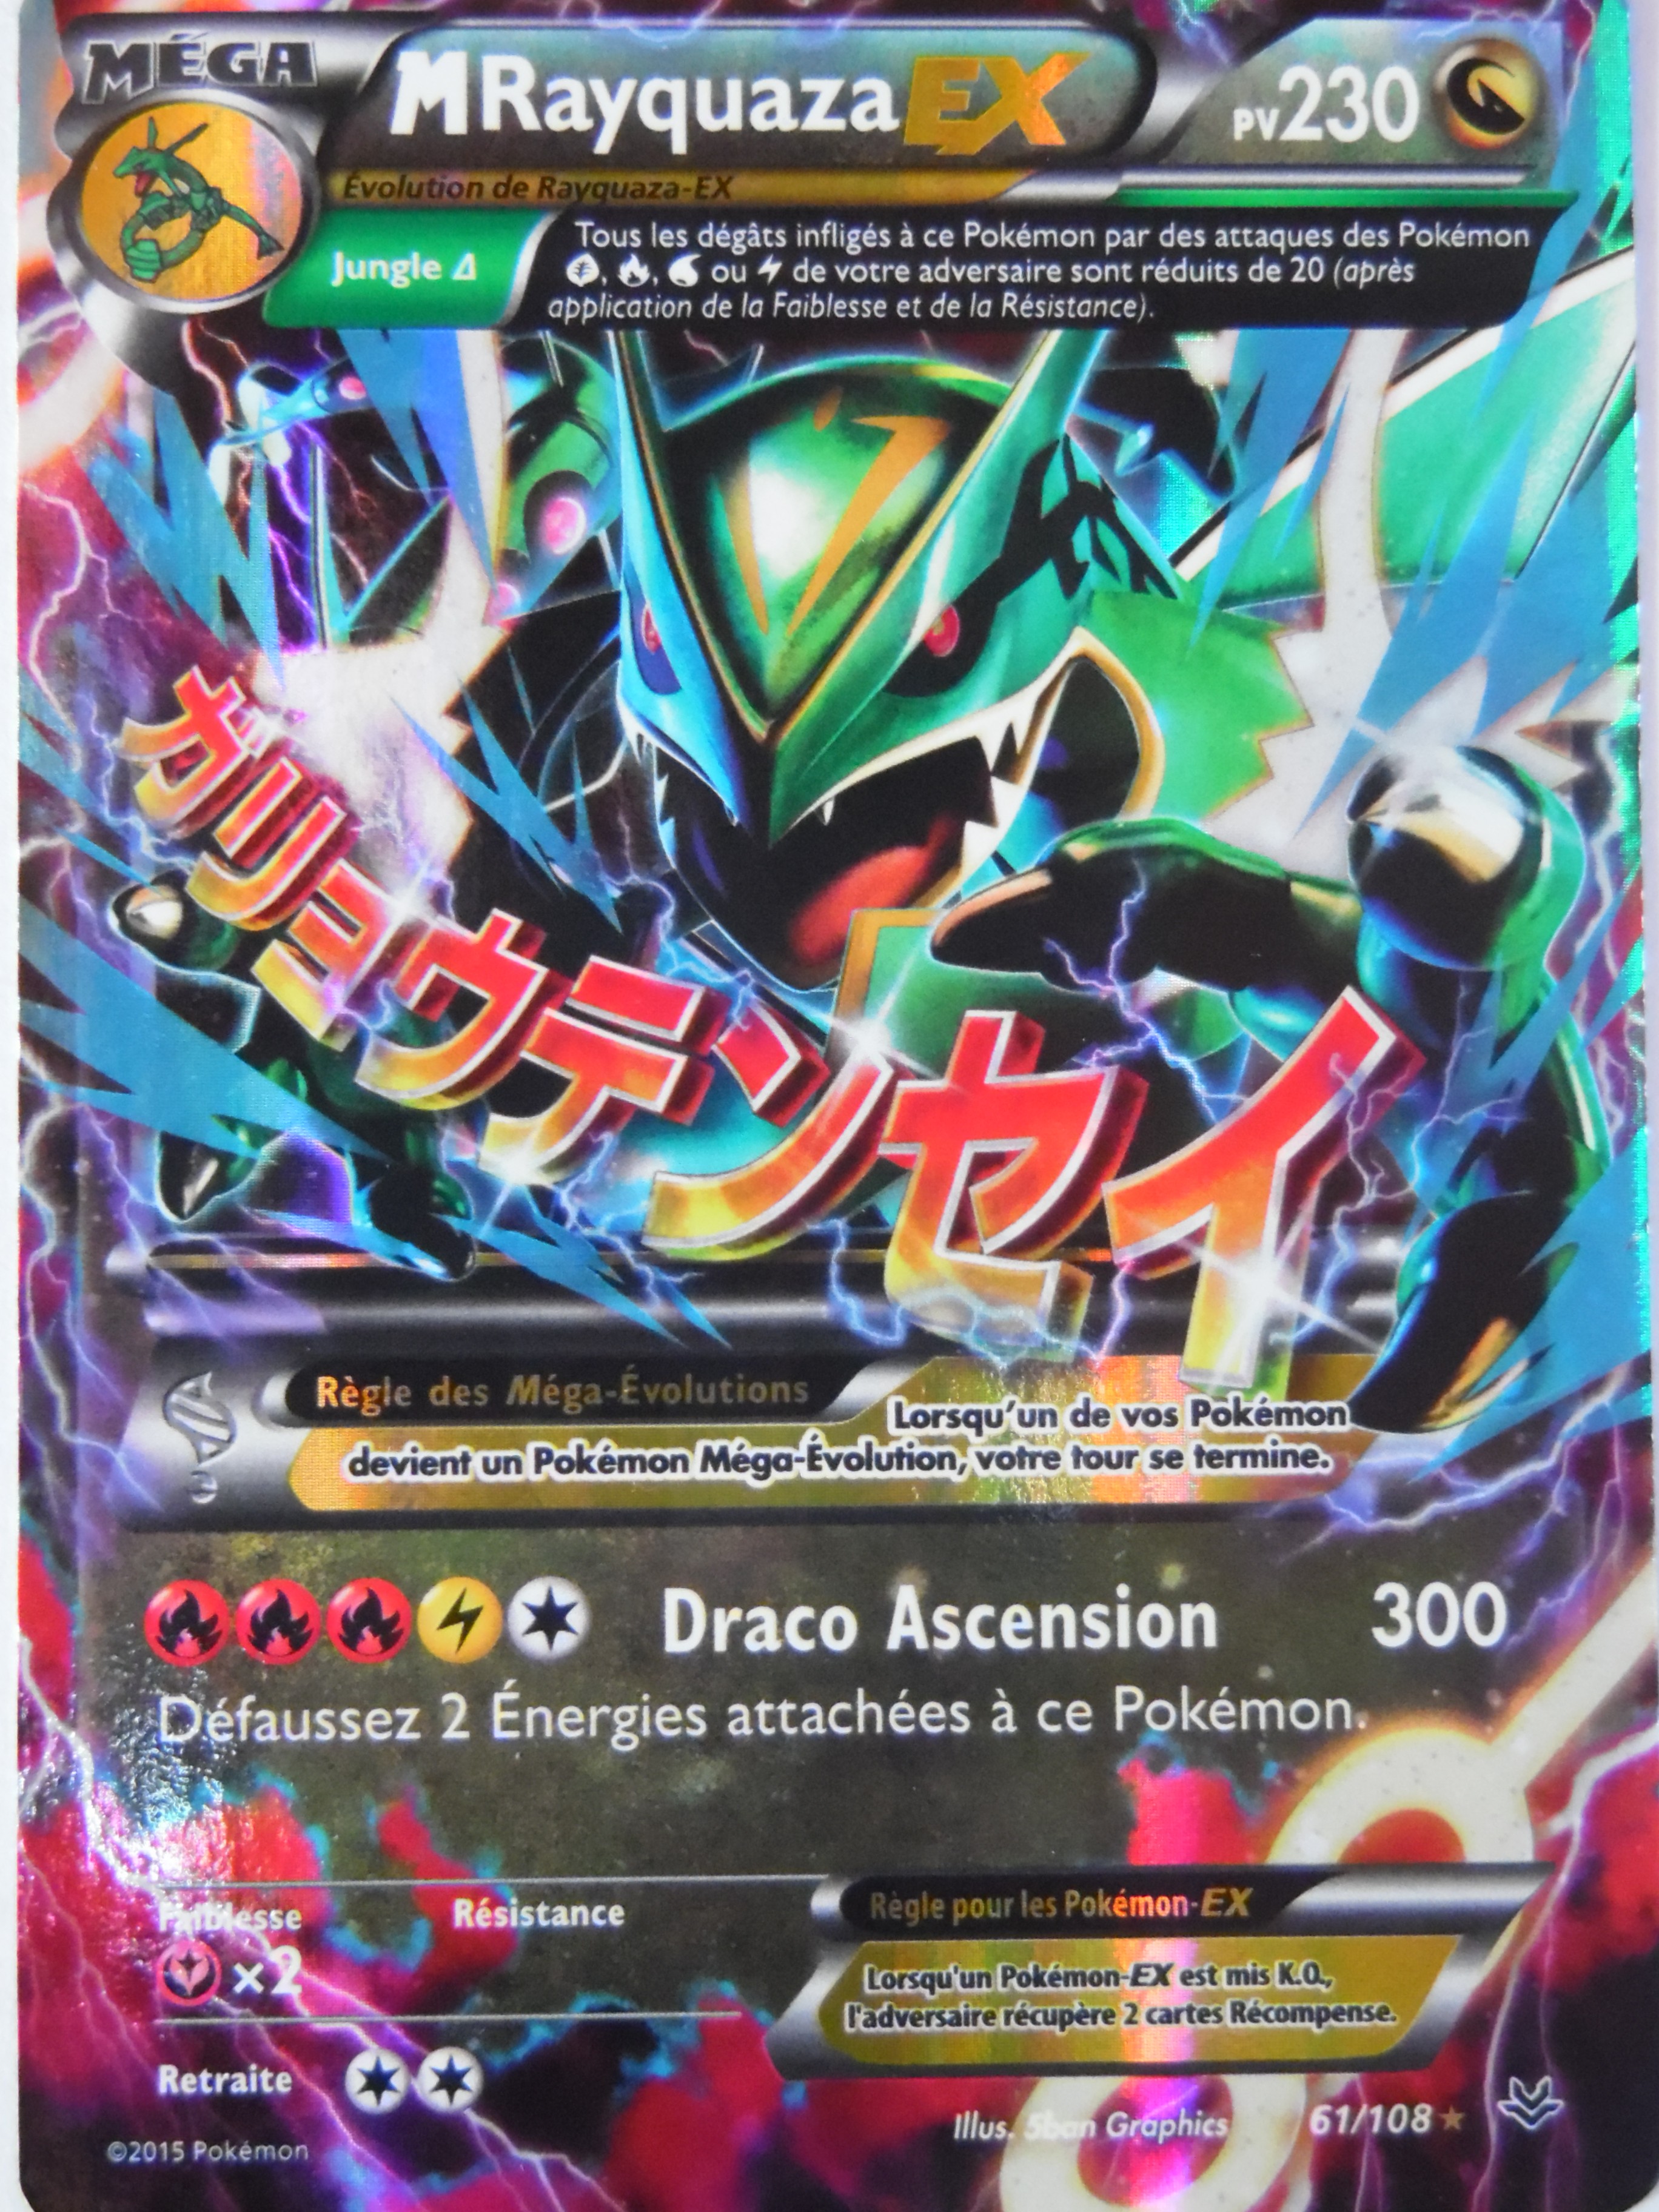 MÉGA
M Rayquaza EX
PV 230
Évolution de Rayquaza-EX
Jungle Δ
Tous les dégâts infligés à ce Pokémon par des attaques des Pokémon
, , ou de votre adversaire sont réduits de 20 (après
application de la Faiblesse et de la Résistance).
ガリョウテンセイ
Règle des Méga-Évolutions
Lorsqu'un de vos Pokémon
devient un Pokémon Méga-Évolution, votre tour se termine.
Draco Ascension 300
Défaussez 2 Énergies attachées à ce Pokémon.
Faiblesse Résistance
×2
Règle pour les Pokémon-EX
Lorsqu'un Pokémon-EX est mis K.O.,
l'adversaire récupère 2 cartes Récompense.
Retraite
Illus. 5ban Graphics 61/108 ★
©2015 Pokémon